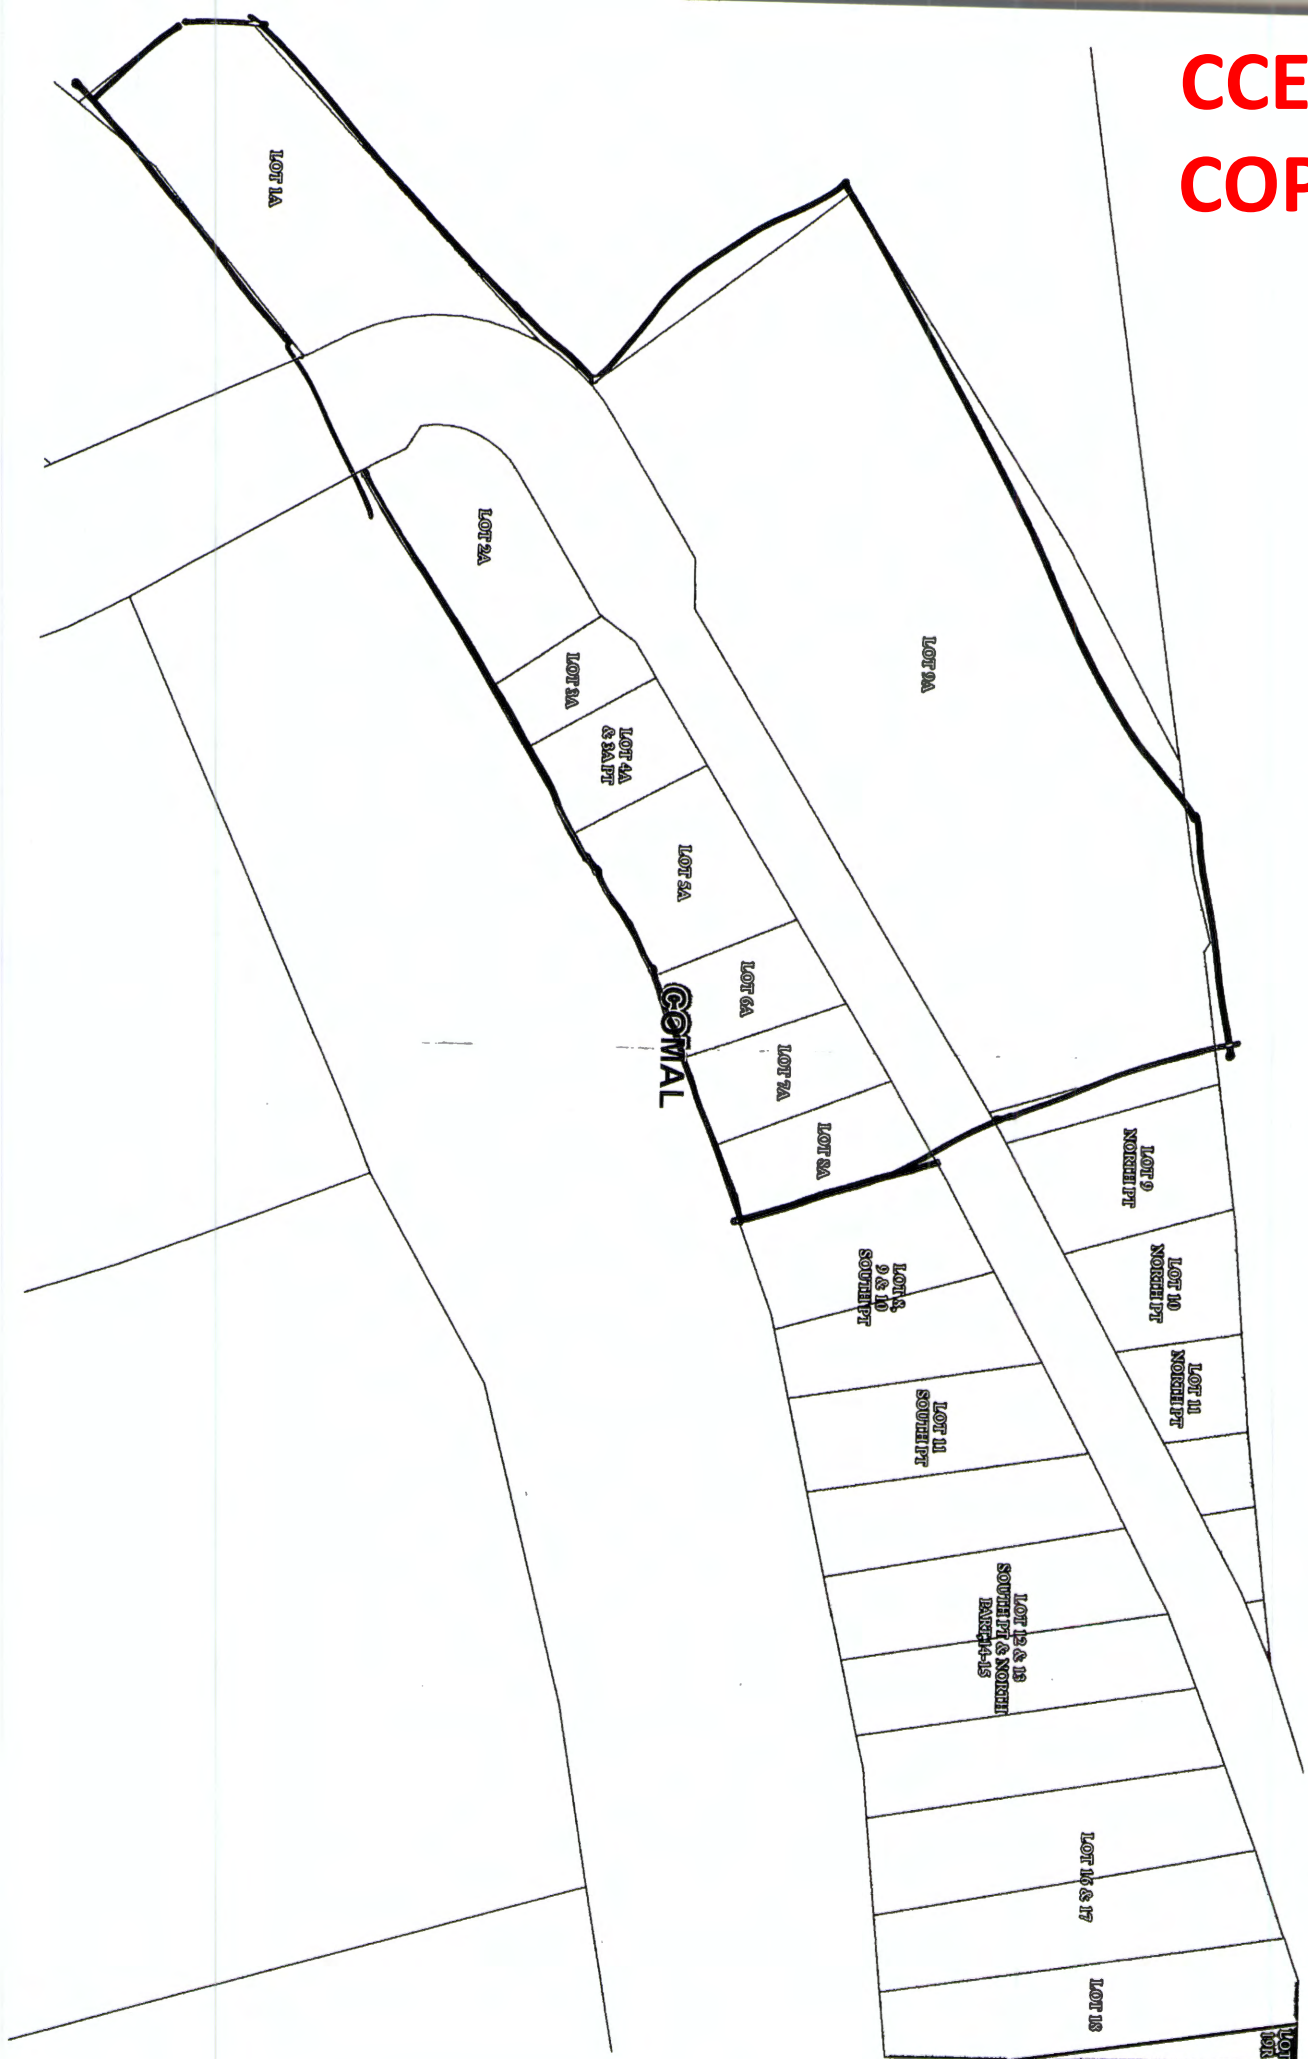 CCE
COP
LOT 1A
LOT 2A
LOT 3A
LOT 4A
& 3A PT
LOT 5A
LOT 6A
LOT 7A
LOT 8A
LOT 9A
COMAL
LOT 9
NORTH PT
LOT 10
NORTH PT
LOT 11
NORTH PT
LOT 8,
9 & 10
SOUTH PT
LOT 11
SOUTH PT
LOT 12 & 13
SOUTH PT & NORTH
PART 14-15
LOT 16 & 17
LOT 18
LOT
19R